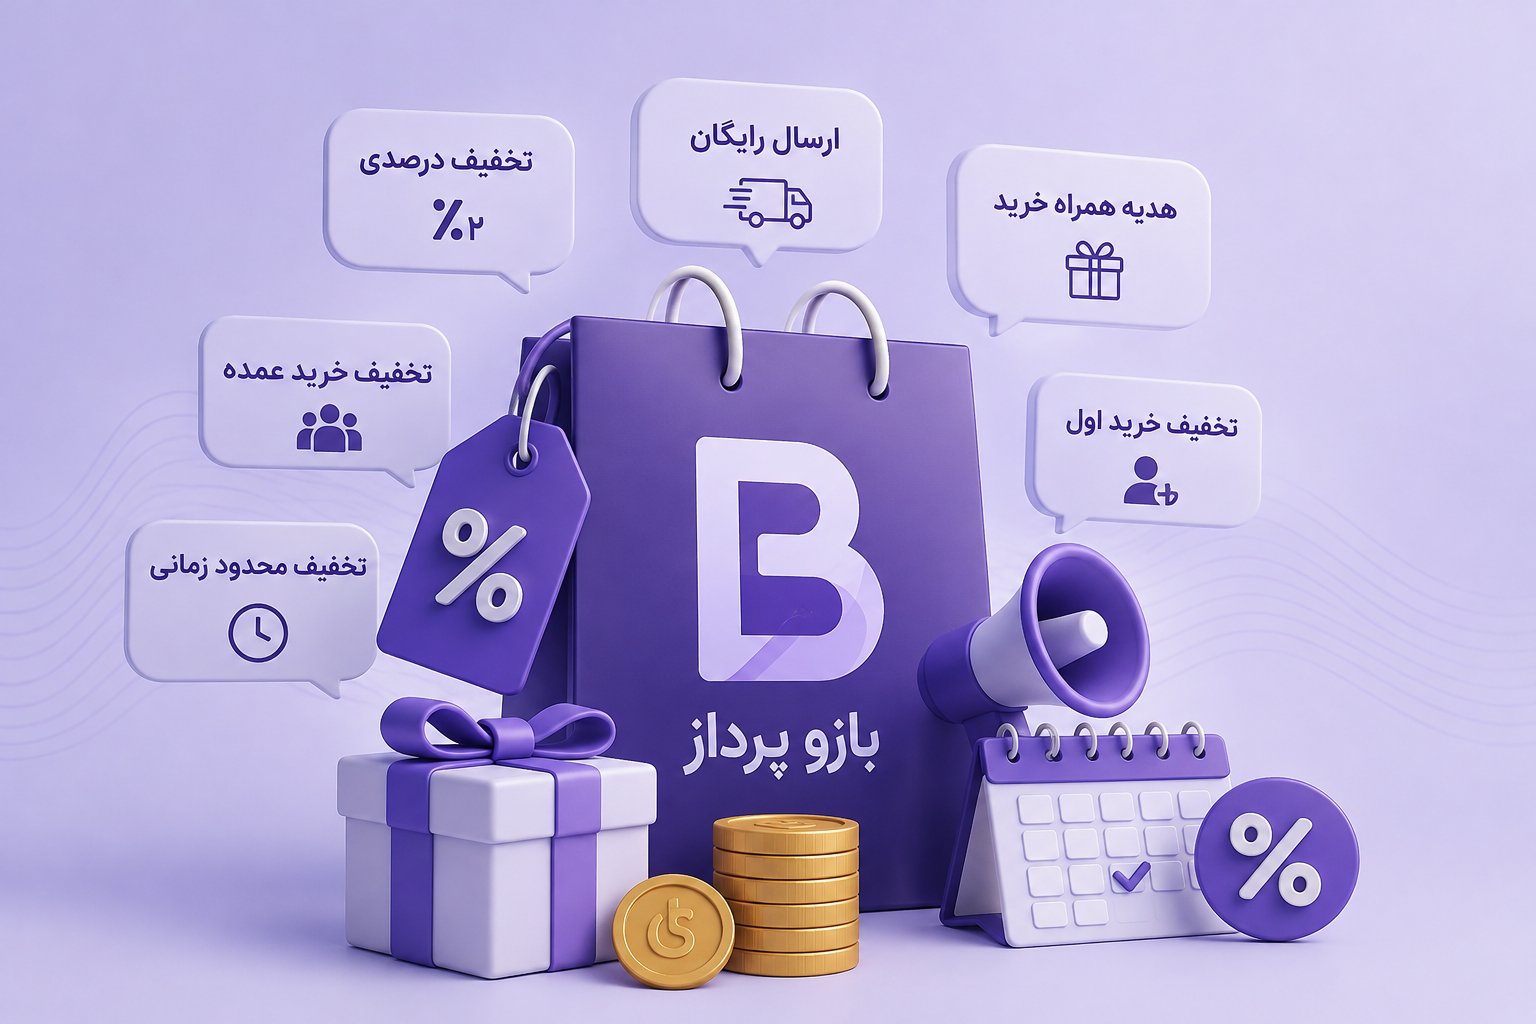 ارسال رایگان
تخفیف درصدی
٪۲
هدیه همراه خرید
تخفیف خرید عمده
تخفیف خرید اول
تخفیف محدود زمانی
%
B
بازو پرداز
%